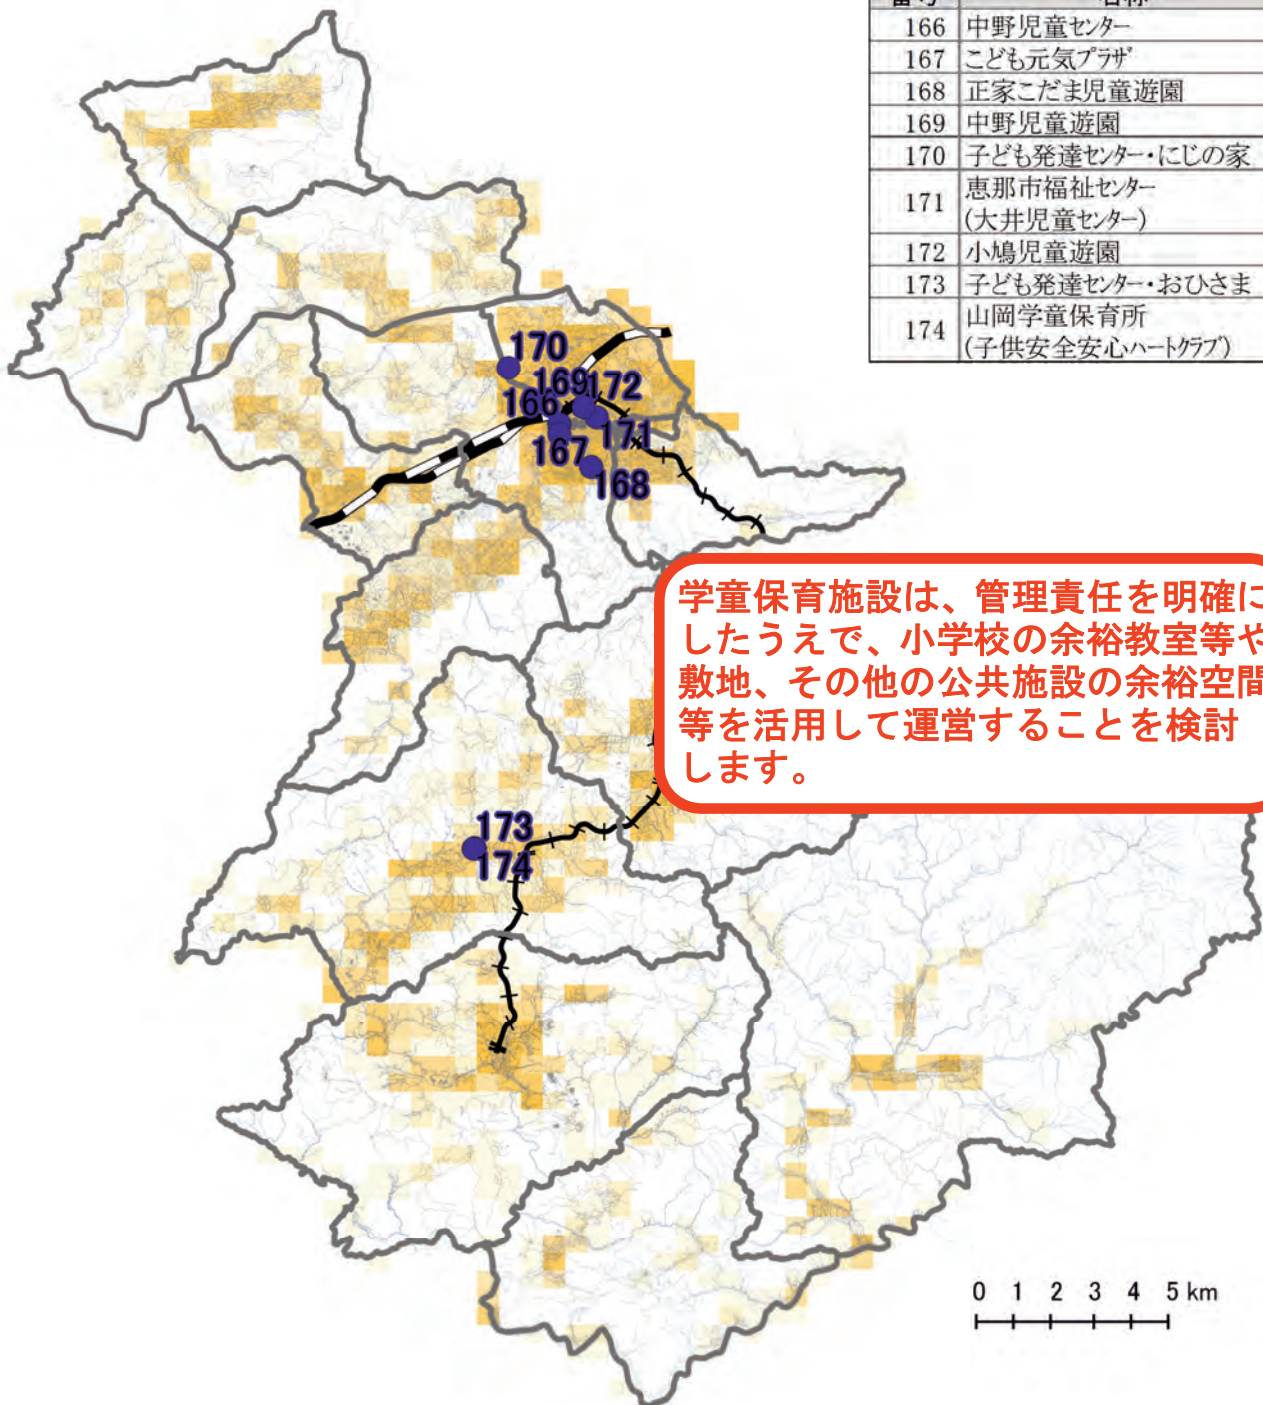 番号 名称
166 中野児童センター
167 こども元気プラザ
168 正家こだま児童遊園
169 中野児童遊園
170 子ども発達センター・にじの家
171 恵那市福祉センター
(大井児童センター)
172 小鳩児童遊園
173 子ども発達センター・おひさま
174 山岡学童保育所
(子供安全安心ハートクラブ)
170
169
172
166
171
167
168
学童保育施設は、管理責任を明確に
したうえで、小学校の余裕教室等や
敷地、その他の公共施設の余裕空間
等を活用して運営することを検討
します。
173
174
0 1 2 3 4 5 km